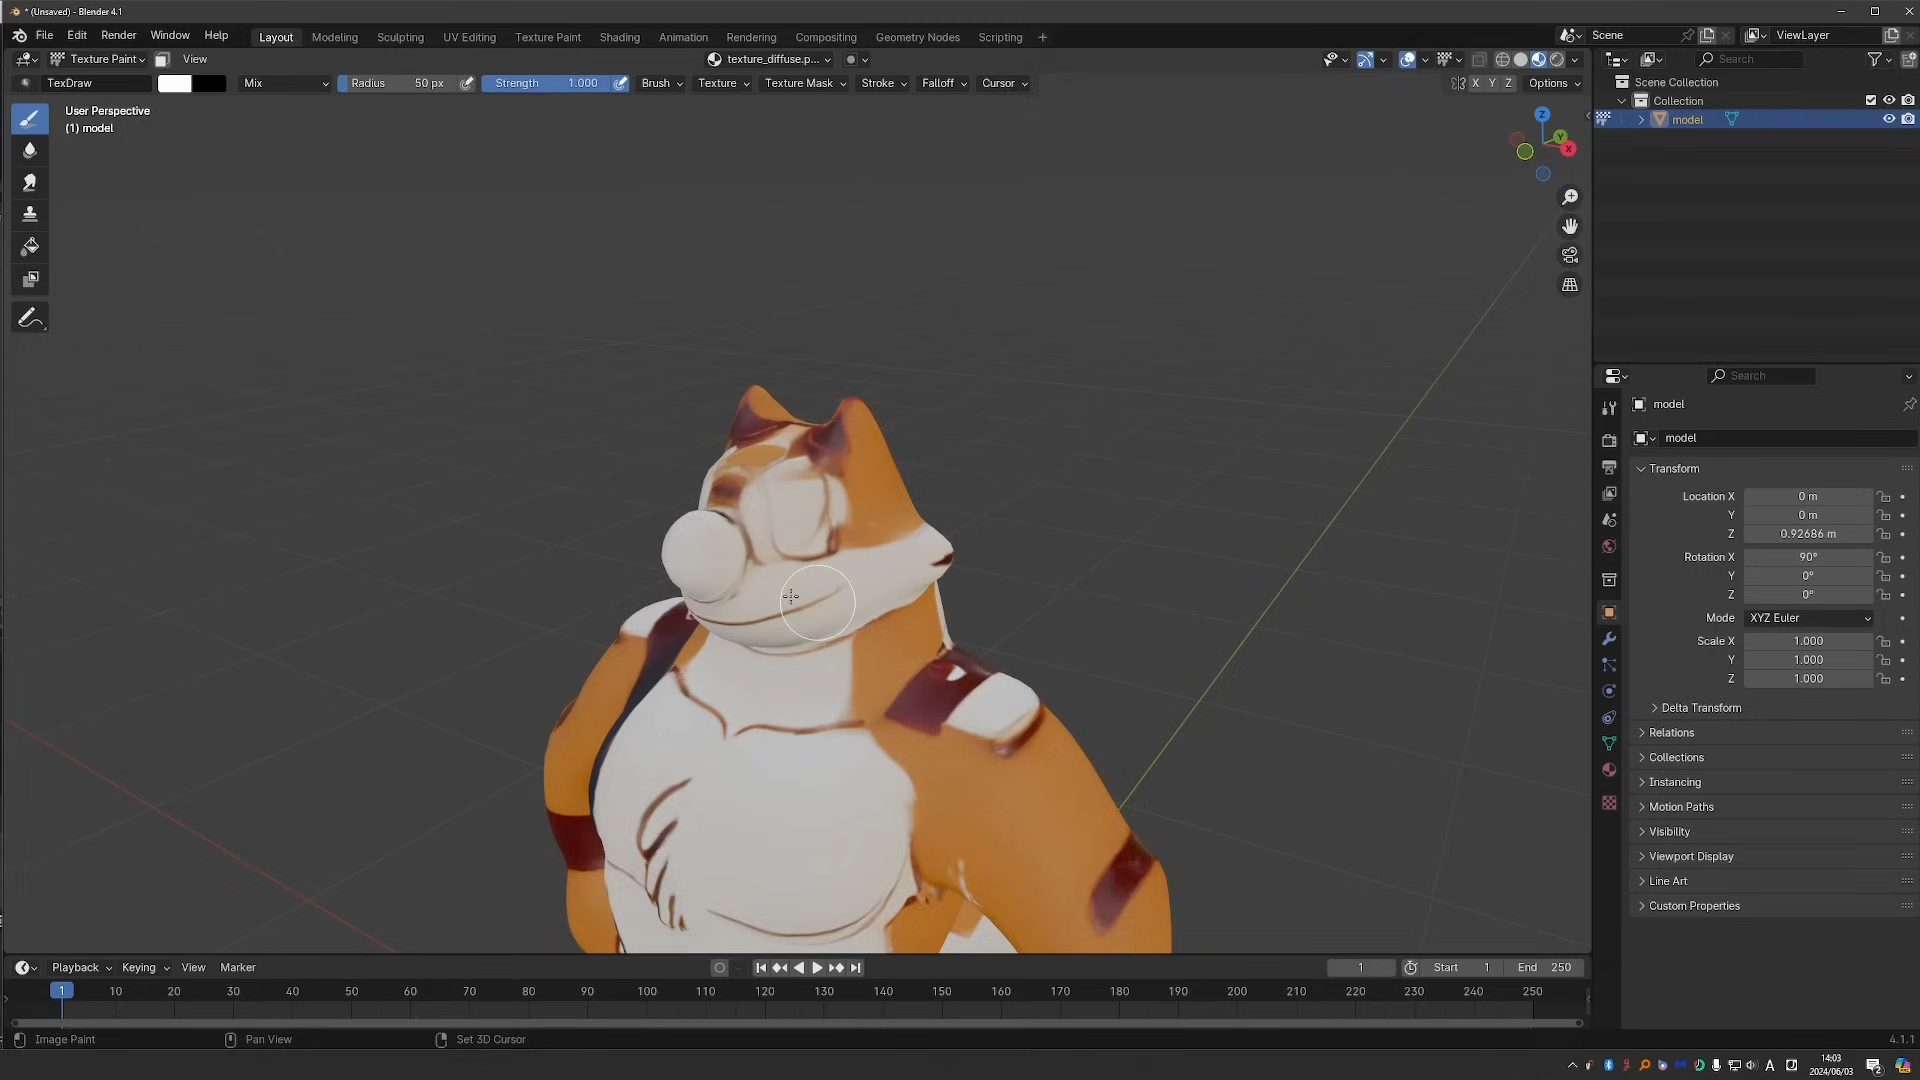 * (Unsaved) - Blender 4.1
File Edit Render Window Help Layout Modeling Sculpting UV Editing Texture Paint Shading Animation Rendering Compositing Geometry Nodes Scripting + Scene ViewLayer
Texture Paint View texture_diffuse.p... Search
TexDraw Mix Radius 50 px Strength 1.000 Brush Texture Texture Mask Stroke Falloff Cursor X Y Z Options
Scene Collection
Collection
model
User Perspective
(1) model
Z
Y
X
Search
model
model
Transform
Location X 0 m
Y 0 m
Z 0.92686 m
Rotation X 90°
Y 0°
Z 0°
Mode XYZ Euler
Scale X 1.000
Y 1.000
Z 1.000
Delta Transform
Relations
Collections
Instancing
Motion Paths
Visibility
Viewport Display
Line Art
Custom Properties
Playback Keying View Marker 1 Start 1 End 250
1 10 20 30 40 50 60 70 80 90 100 110 120 130 140 150 160 170 180 190 200 210 220 230 240 250
Image Paint Pan View Set 3D Cursor 4.1.1
A 14:03
2024/06/03 2